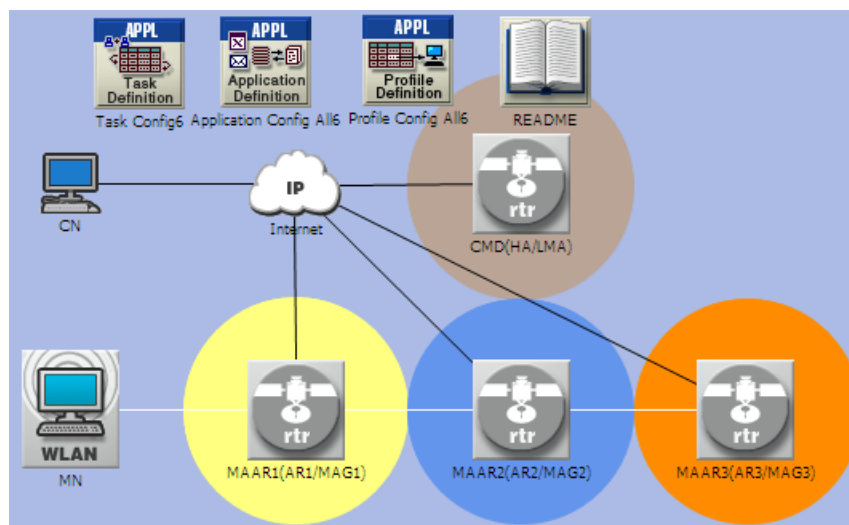 APPL
Task
Definition
Task Config6
APPL
Application
Definition
Application Config All6
APPL
Profiile
Definition
Profile Config All6
README
CN
IP
Internet
rtr
CMD(HA/LMA)
WLAN
MN
rtr
MAAR1(AR1/MAG1)
rtr
MAAR2(AR2/MAG2)
rtr
MAAR3(AR3/MAG3)